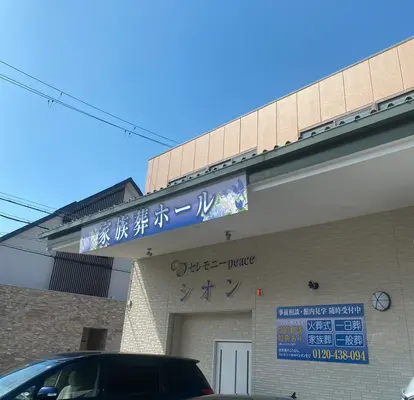 家族葬ホール
セレモニーpeace
シオン
事前相談・館内見学 随時受付中
火葬式 一日葬
家族葬 一般葬
0120-438-094